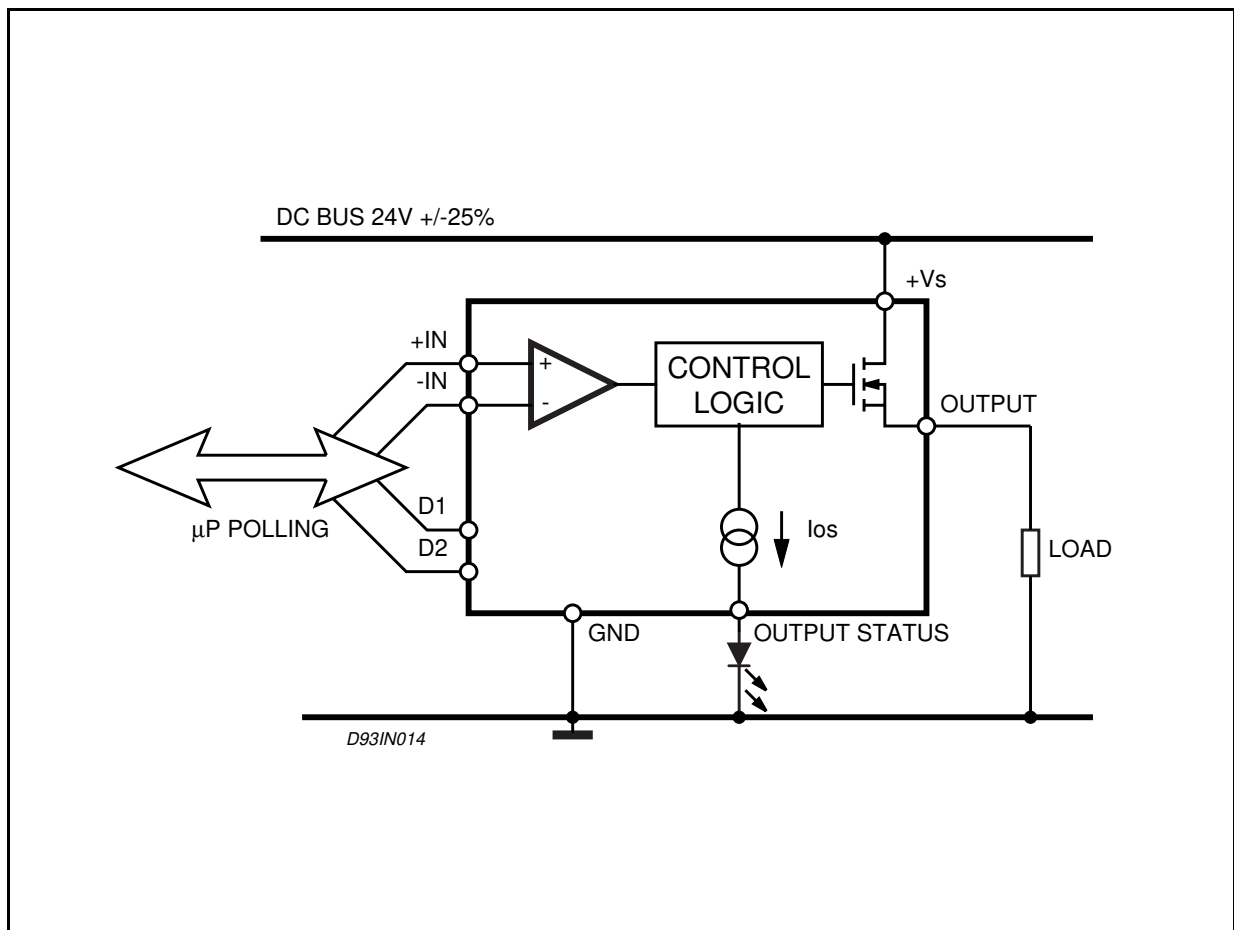 DC BUS 24V +/-25%
+Vs
+IN
-IN
+
-
CONTROL
LOGIC
OUTPUT
D1
D2
µP POLLING
Ios
LOAD
GND
OUTPUT STATUS
D93IN014